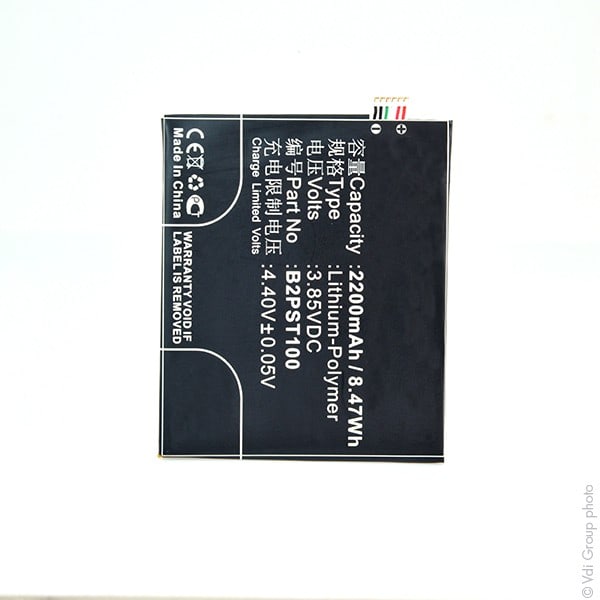 容量Capacity :2200mAh / 8.47Wh
规格Type :Lithium-Polymer
电压Volts :3.85VDC
编号Part No :B2PST100
充电限制电压 :4.40V±0.05V
Charge Limited Volts
WARRANTY VOID IF
LABEL IS REMOVED
CE
Made In China
© Vdi Group photo